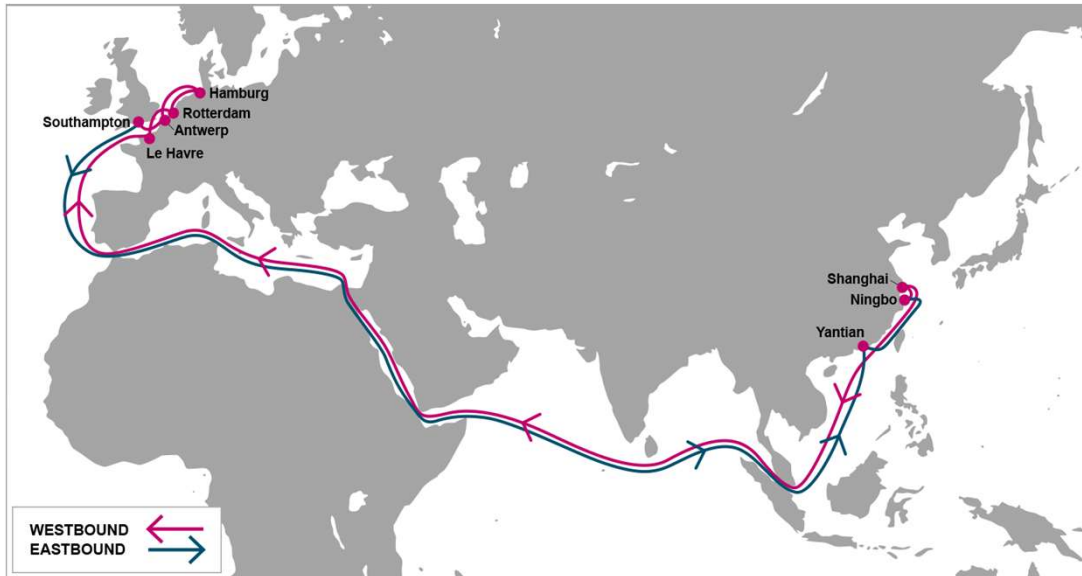 Hamburg
Rotterdam
Southampton
Antwerp
Le Havre
Shanghai
Ningbo
Yantian
WESTBOUND
EASTBOUND